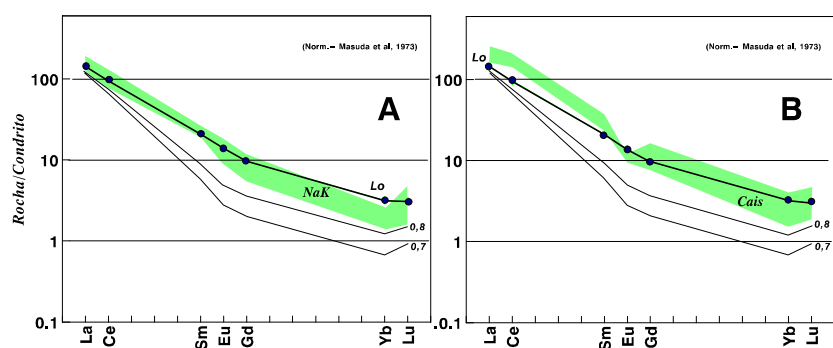 Rocha/Condrito
100
10
1
0.1
(Norm.– Masuda et al, 1973)
A
Lo
NaK
0,8
0,7
La
Ce
Sm
Eu
Gd
Yb
Lu
100
10
1
0.1
(Norm.– Masuda et al, 1973)
B
Lo
Cais
0,8
0,7
La
Ce
Sm
Eu
Gd
Yb
Lu